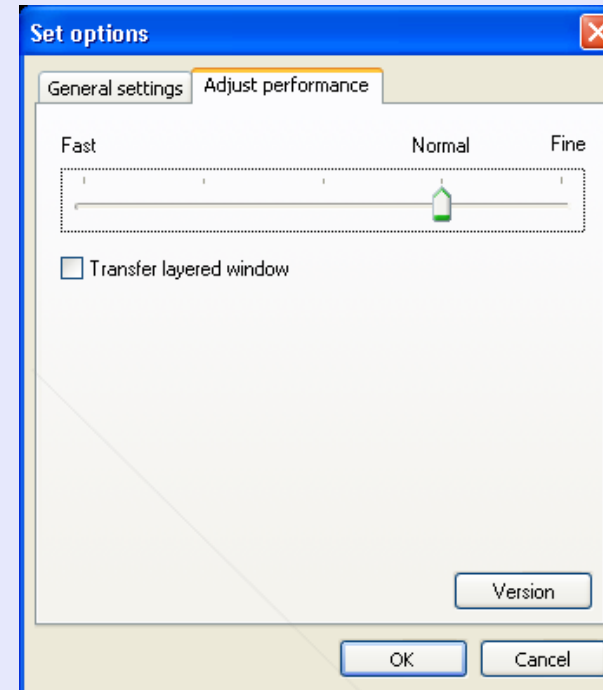 Set options
General settings Adjust performance
Fast Normal Fine
Transfer layered window
Version
OK Cancel